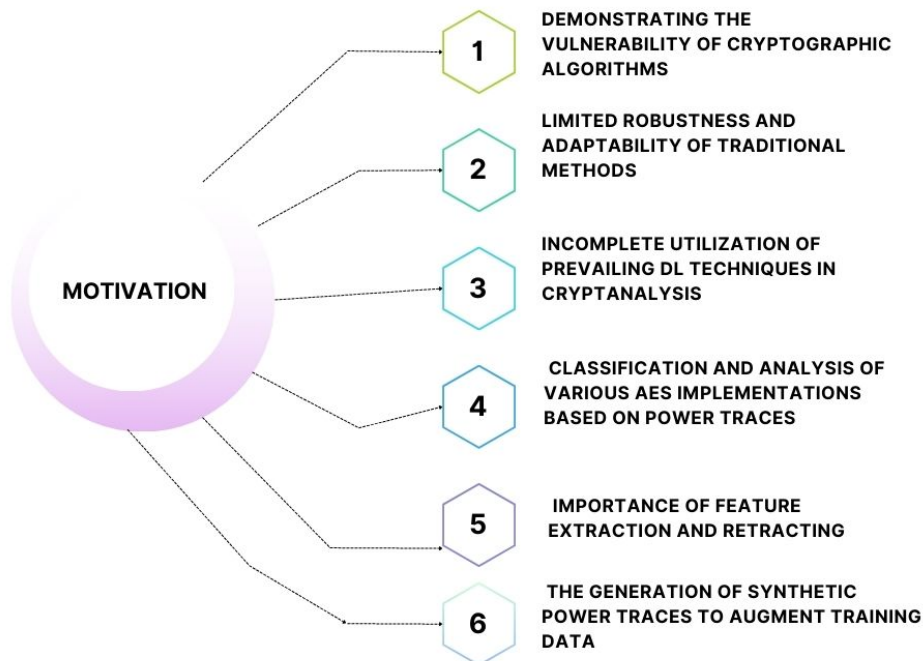 MOTIVATION
1
DEMONSTRATING THE
VULNERABILITY OF CRYPTOGRAPHIC
ALGORITHMS
2
LIMITED ROBUSTNESS AND
ADAPTABILITY OF TRADITIONAL
METHODS
3
INCOMPLETE UTILIZATION OF
PREVAILING DL TECHNIQUES IN
CRYPTANALYSIS
4
CLASSIFICATION AND ANALYSIS OF
VARIOUS AES IMPLEMENTATIONS
BASED ON POWER TRACES
5
IMPORTANCE OF FEATURE
EXTRACTION AND RETRACTING
6
THE GENERATION OF SYNTHETIC
POWER TRACES TO AUGMENT TRAINING
DATA